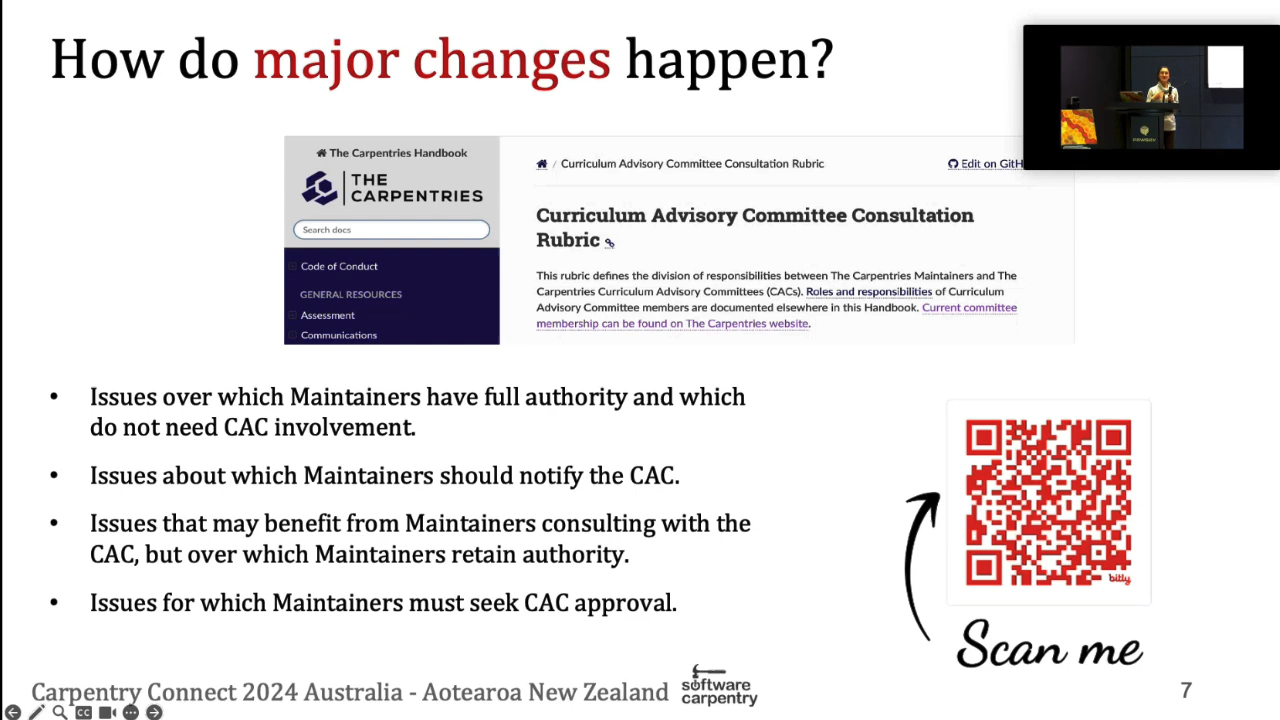 How do major changes happen?
The Carpentries Handbook
THE
CARPENTRIES
Search docs
Code of Conduct
GENERAL RESOURCES
Assessment
Communications
/ Curriculum Advisory Committee Consultation Rubric
Edit on GitH
Curriculum Advisory Committee Consultation
Rubric
This rubric defines the division of responsibilities between The Carpentries Maintainers and The
Carpentries Curriculum Advisory Committees (CACs). Roles and responsibilities of Curriculum
Advisory Committee members are documented elsewhere in this Handbook. Current committee
membership can be found on The Carpentries website.
• Issues over which Maintainers have full authority and which
do not need CAC involvement.
• Issues about which Maintainers should notify the CAC.
• Issues that may benefit from Maintainers consulting with the
CAC, but over which Maintainers retain authority.
• Issues for which Maintainers must seek CAC approval.
bitly
Scan me
Carpentry Connect 2024 Australia - Aotearoa New Zealand
software
carpentry
7
CC